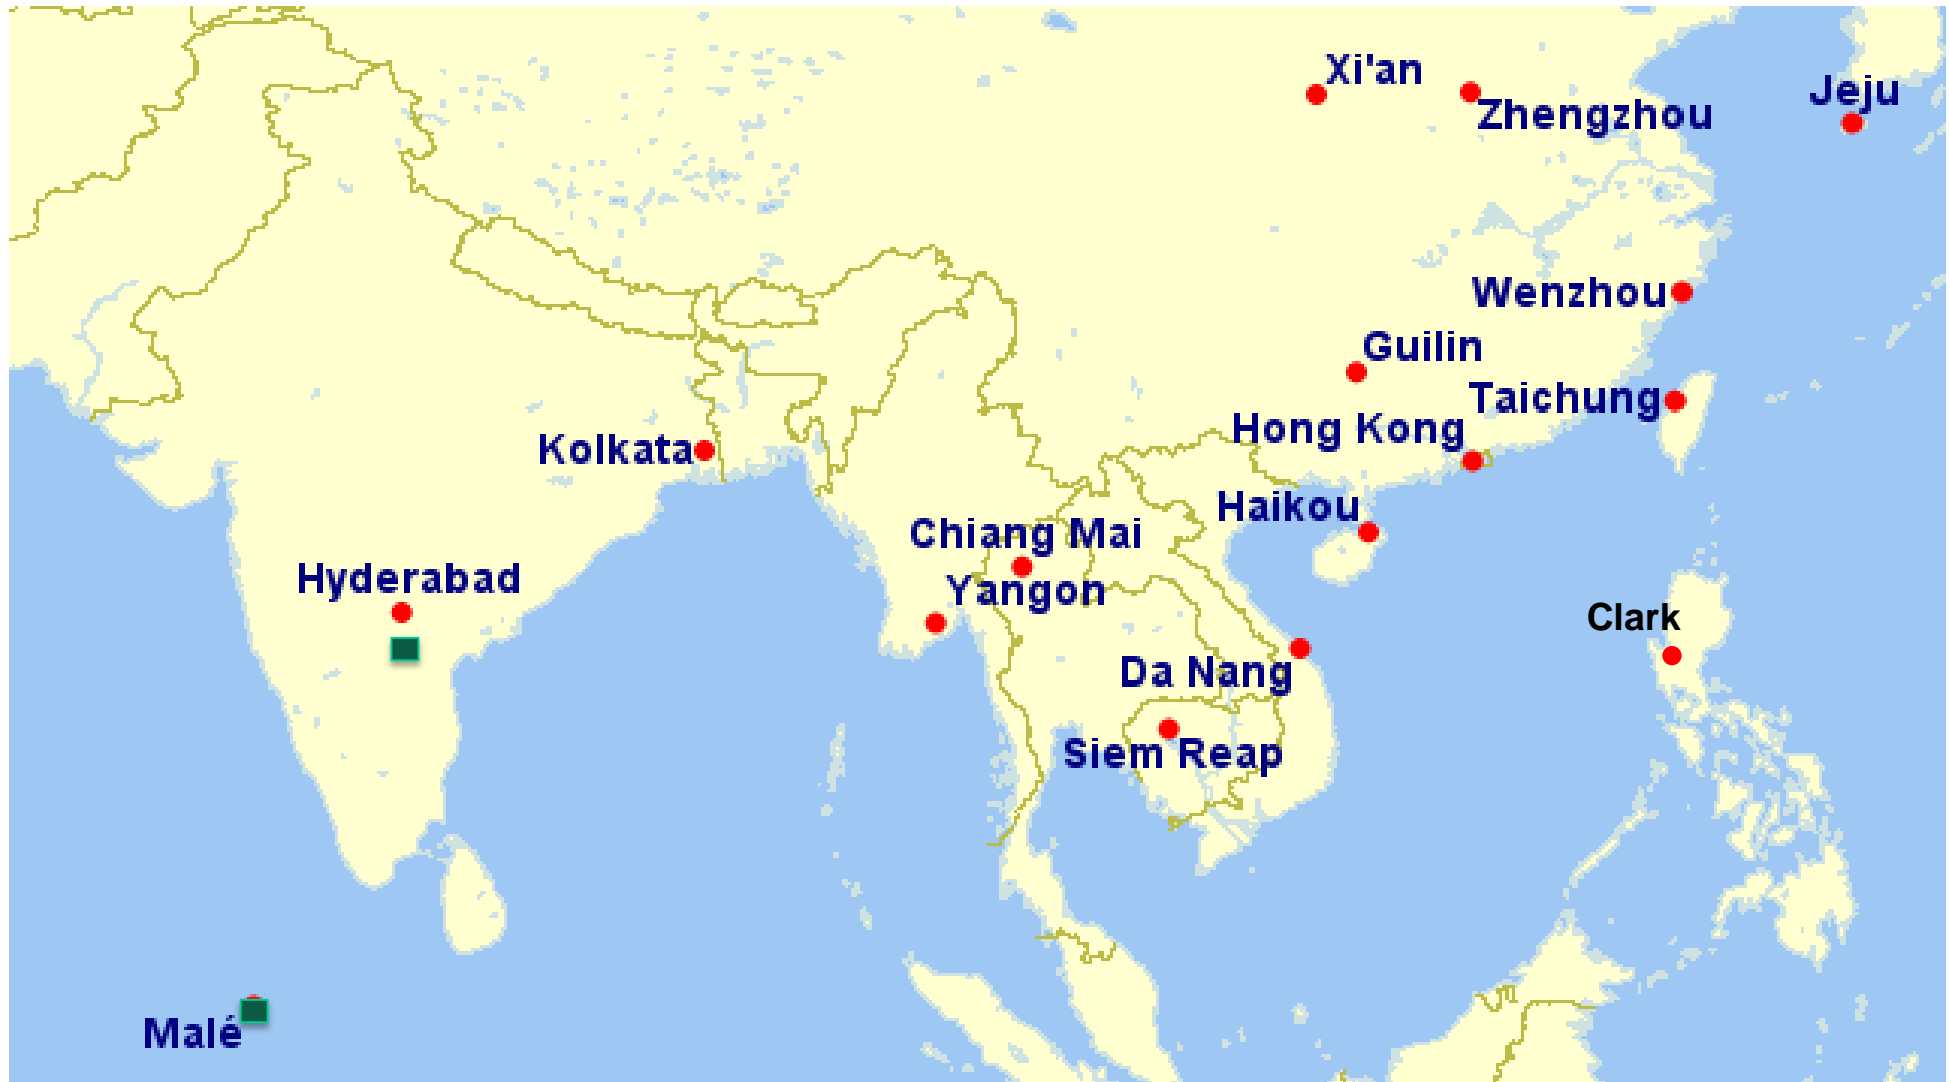 Xi'an
Jeju
Zhengzhou
Wenzhou
Guilin
Taichung
Hong Kong
Kolkata
Haikou
Chiang Mai
Hyderabad
Yangon
Clark
Da Nang
Siem Reap
Malé